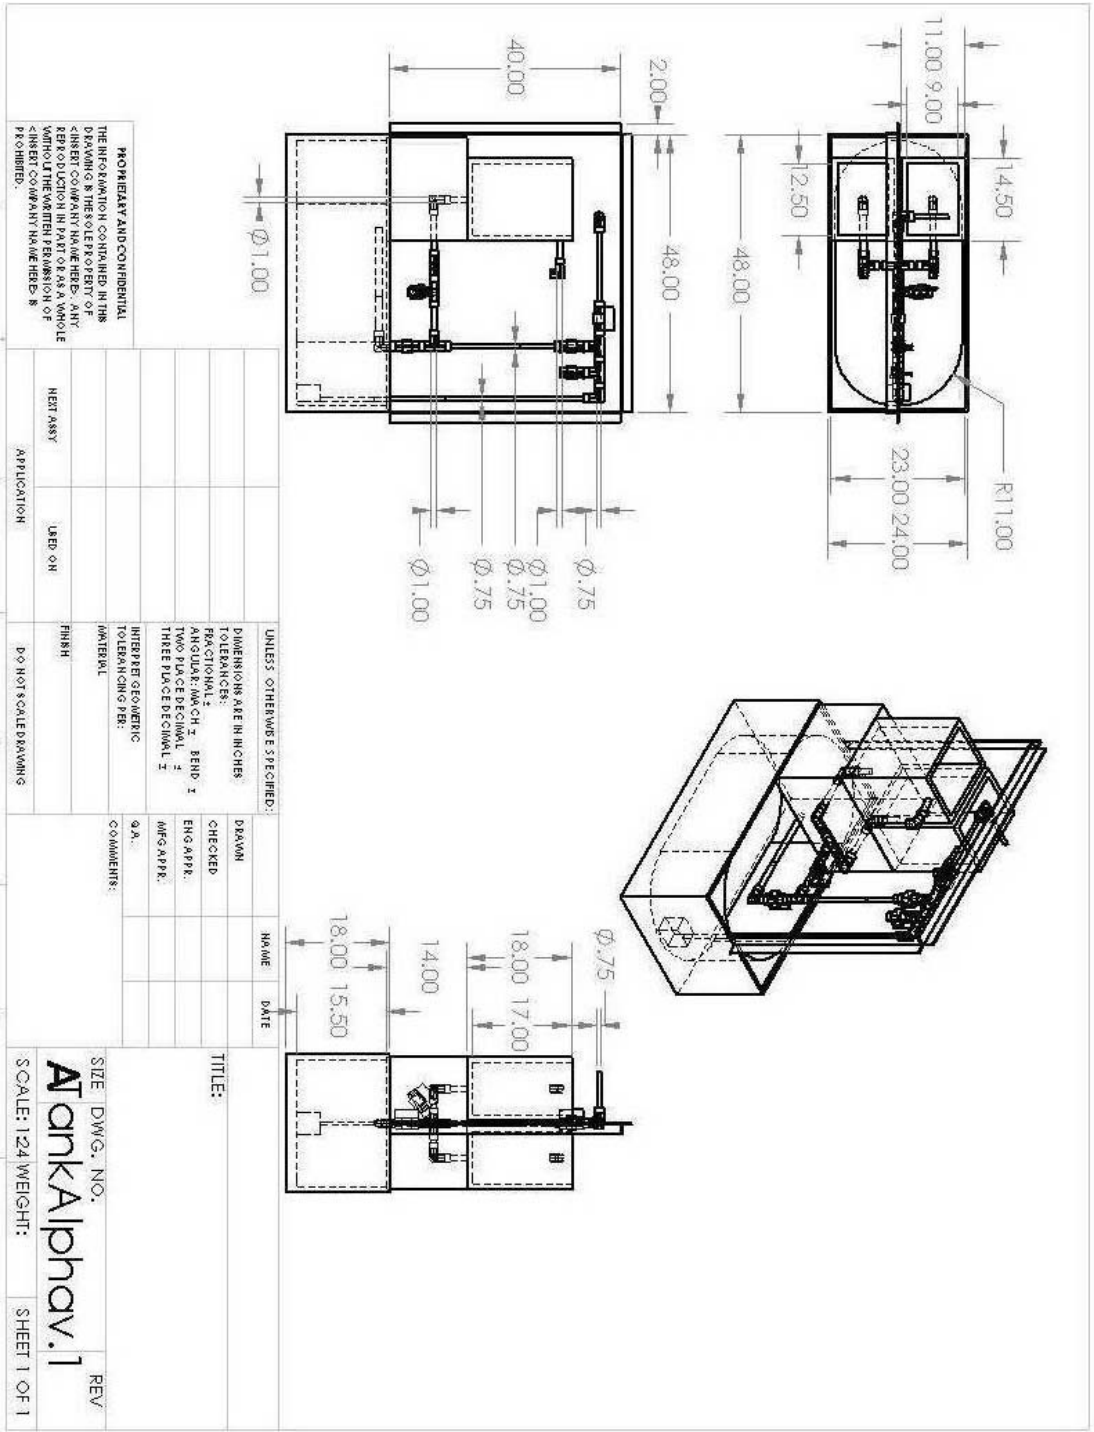 11.00
9.00
12.50
14.50
48.00
23.00
24.00
R11.00
40.00
2.00
48.00
Ø1.00
Ø1.00
Ø.75
Ø.75
Ø1.00
Ø.75
18.00
15.50
14.00
18.00
17.00
Ø.75
PROPRIETARY AND CONFIDENTIAL
THE INFORMATION CONTAINED IN THIS
DRAWING IS THE SOLE PROPERTY OF
<INSERT COMPANY NAME HERE>. ANY
REPRODUCTION IN PART OR AS A WHOLE
WITHOUT THE WRITTEN PERMISSION OF
<INSERT COMPANY NAME HERE> IS
PROHIBITED.
NEXT ASSY
USED ON
APPLICATION
UNLESS OTHERWISE SPECIFIED:
DIMENSIONS ARE IN INCHES
TOLERANCES:
FRACTIONAL ±
ANGULAR: MACH ± BEND ±
TWO PLACE DECIMAL ±
THREE PLACE DECIMAL ±
INTERPRET GEOMETRIC
TOLERANCING PER:
MATERIAL
FINISH
DO NOT SCALE DRAWING
NAME
DATE
DRAWN
CHECKED
ENG APPR.
MFG APPR.
Q.A.
COMMENTS:
TITLE:
SIZE
DWG. NO.
REV
A
TankAlphav.1
SCALE: 1:24
WEIGHT:
SHEET 1 OF 1